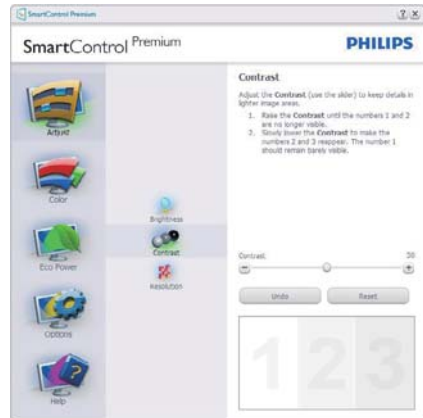 SmartControl Premium
SmartControl Premium
PHILIPS
Contrast
Adjust the Contrast (use the slider) to keep details in
lighter image areas.
1. Raise the Contrast until the numbers 1 and 2
are no longer visible.
2. Slowly lower the Contrast to make the
numbers 2 and 3 reappear. The number 1
should remain barely visible.
Adjust
Color
Eco Power
Options
Help
Brightness
Contrast
Resolution
Contrast 50
Undo Reset
1 2 3